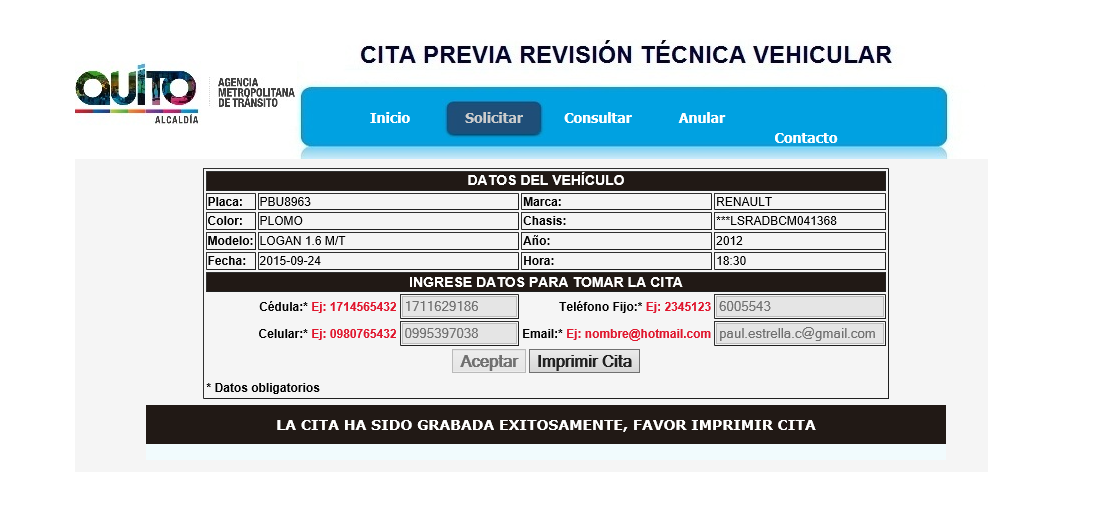 CITA PREVIA REVISIÓN TÉCNICA VEHICULAR
QUITO
ALCALDÍA
AGENCIA
METROPOLITANA
DE TRÁNSITO
Inicio Solicitar Consultar Anular
Contacto
DATOS DEL VEHÍCULO
Placa: PBU8963 Marca: RENAULT
Color: PLOMO Chasis: ***LSRADBCM041368
Modelo: LOGAN 1.6 M/T Año: 2012
Fecha: 2015-09-24 Hora: 18:30
INGRESE DATOS PARA TOMAR LA CITA
Cédula:* Ej: 1714565432 1711629186 Teléfono Fijo:* Ej: 2345123 6005543
Celular:* Ej: 0980765432 0995397038 Email:* Ej: nombre@hotmail.com paul.estrella.c@gmail.com
Aceptar Imprimir Cita
* Datos obligatorios
LA CITA HA SIDO GRABADA EXITOSAMENTE, FAVOR IMPRIMIR CITA